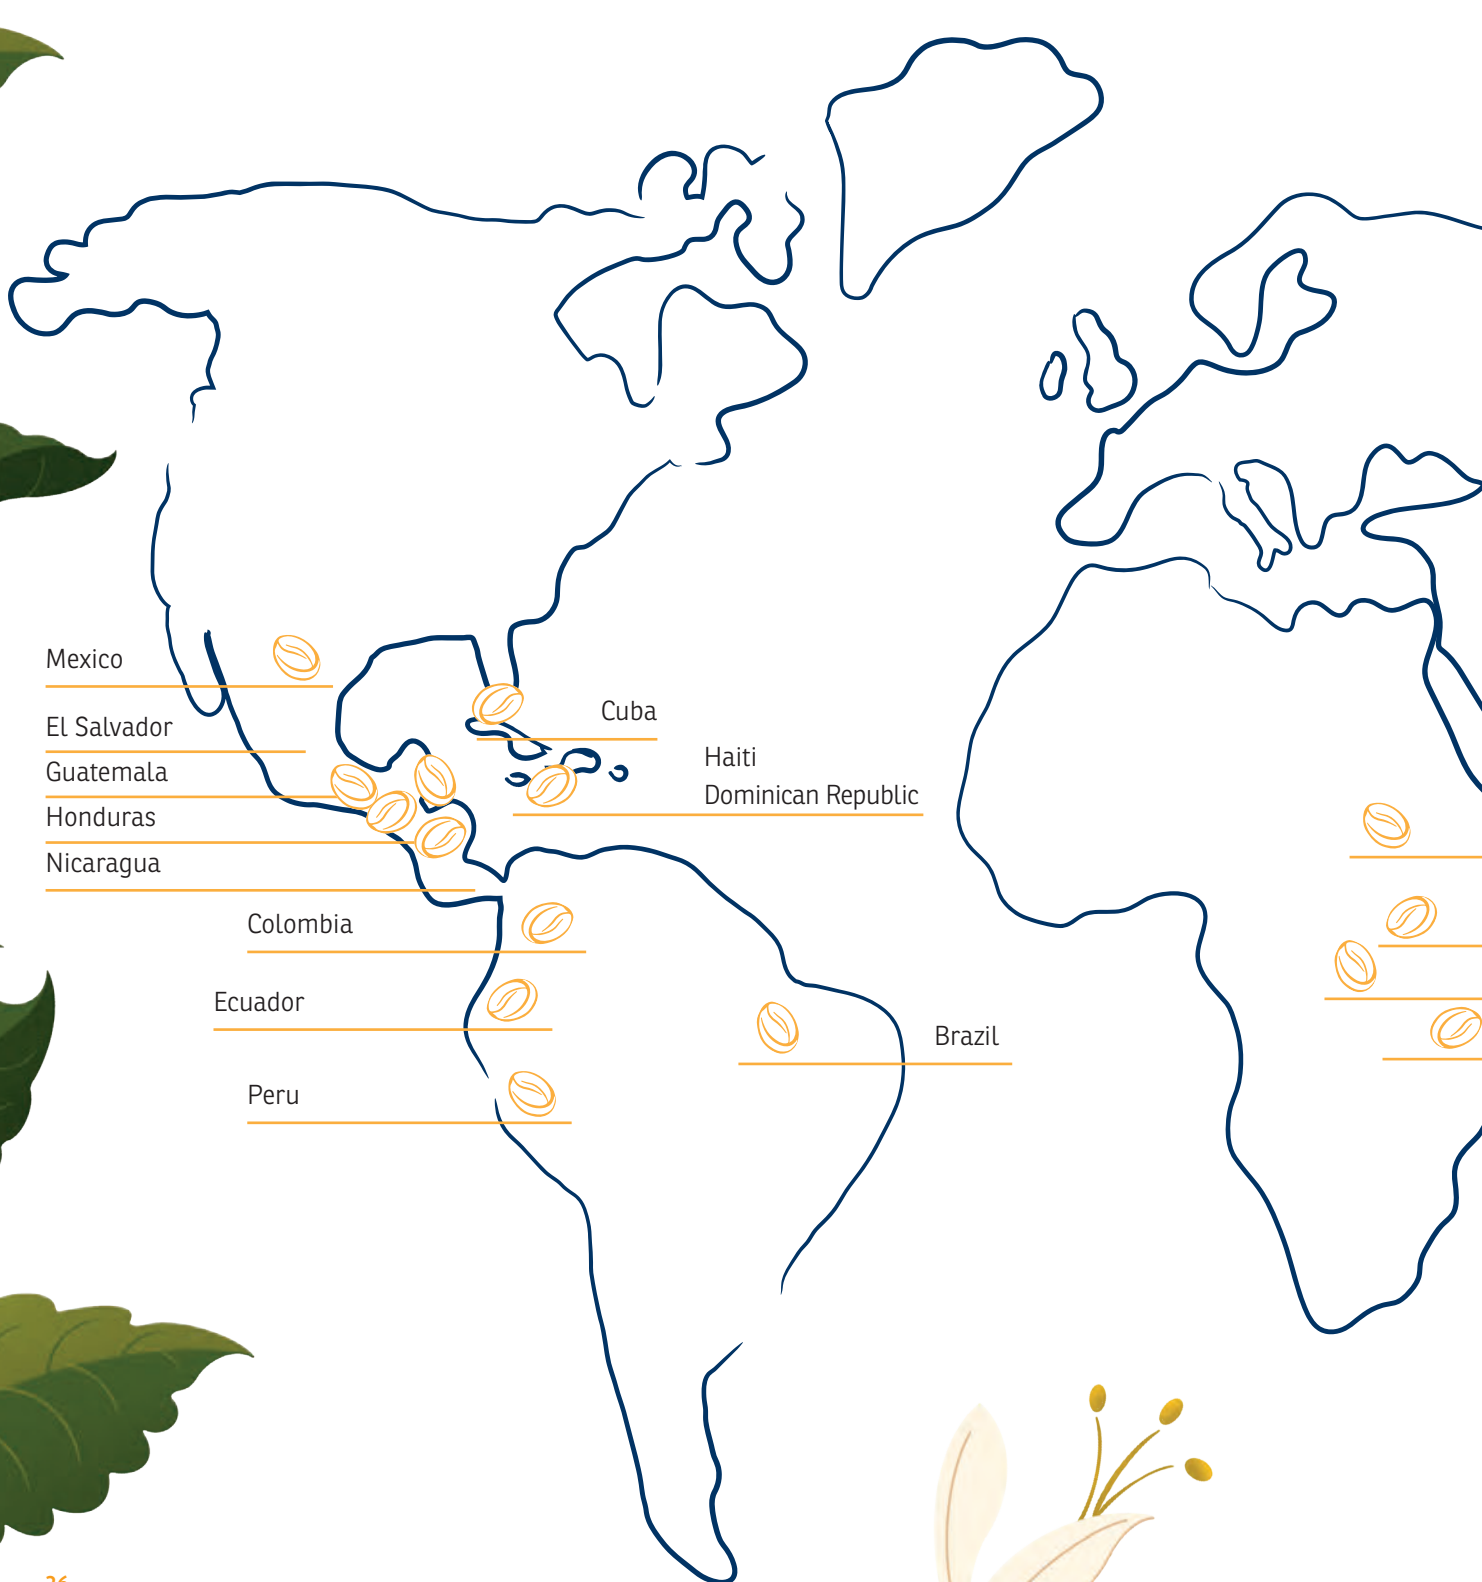 Mexico
El Salvador
Guatemala
Honduras
Nicaragua
Cuba
Haiti
Dominican Republic
Colombia
Ecuador
Peru
Brazil